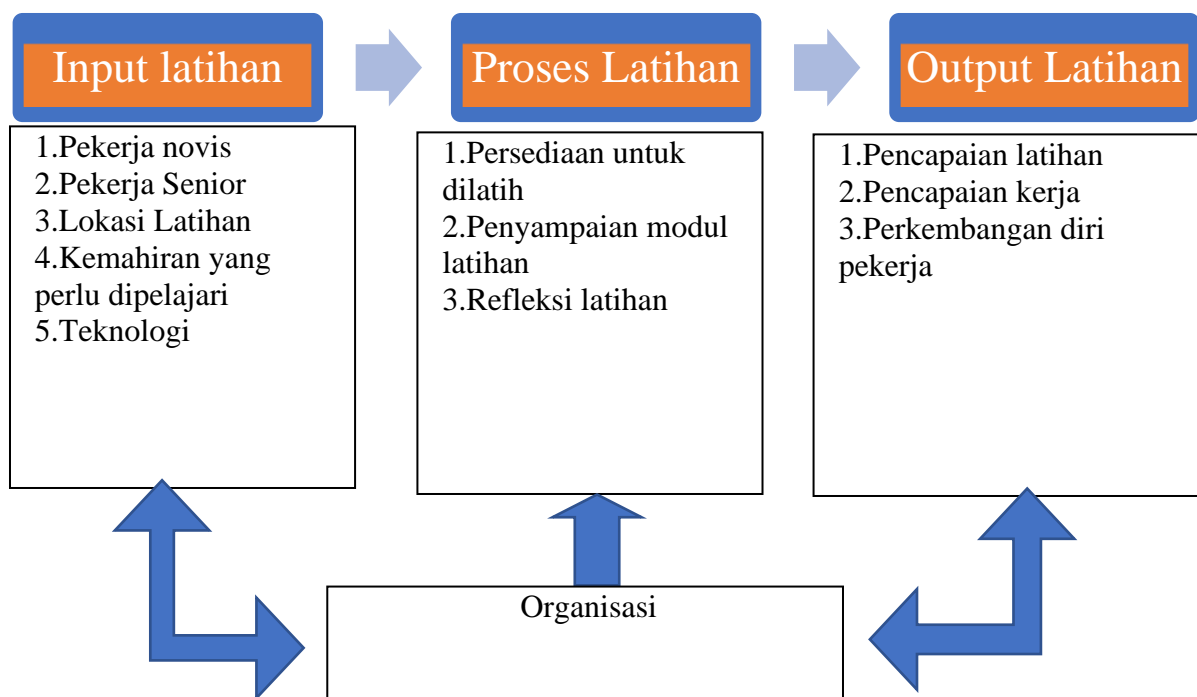 Input latihan
Proses Latihan
Output Latihan
1.Pekerja novis
2.Pekerja Senior
3.Lokasi Latihan
4.Kemahiran yang
perlu dipelajari
5.Teknologi
1.Persediaan untuk
dilatih
2.Penyampaian modul
latihan
3.Refleksi latihan
1.Pencapaian latihan
2.Pencapaian kerja
3.Perkembangan diri
pekerja
Organisasi